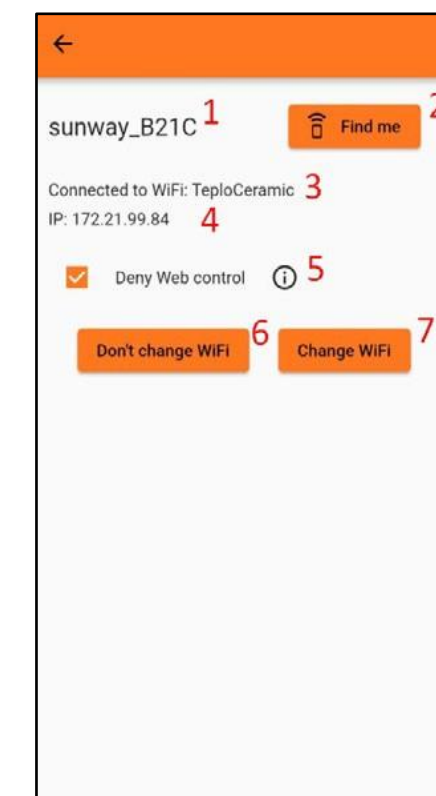 sunway_B21C 1
Find me 2
Connected to WiFi: TeploCeramic 3
IP: 172.21.99.84 4
Deny Web control 5
Don't change WiFi 6 Change WiFi 7